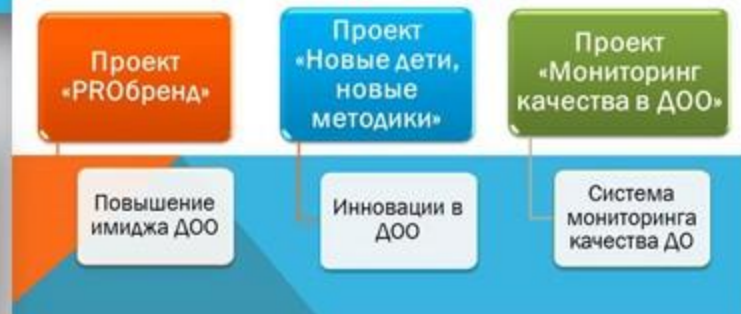 Проект
«PROбренд»
Повышение
имиджа ДОО
Проект
«Новые дети,
новые
методики»
Инновации в
ДОО
Проект
«Мониторинг
качества в ДОО»
Система
мониторинга
качества ДО